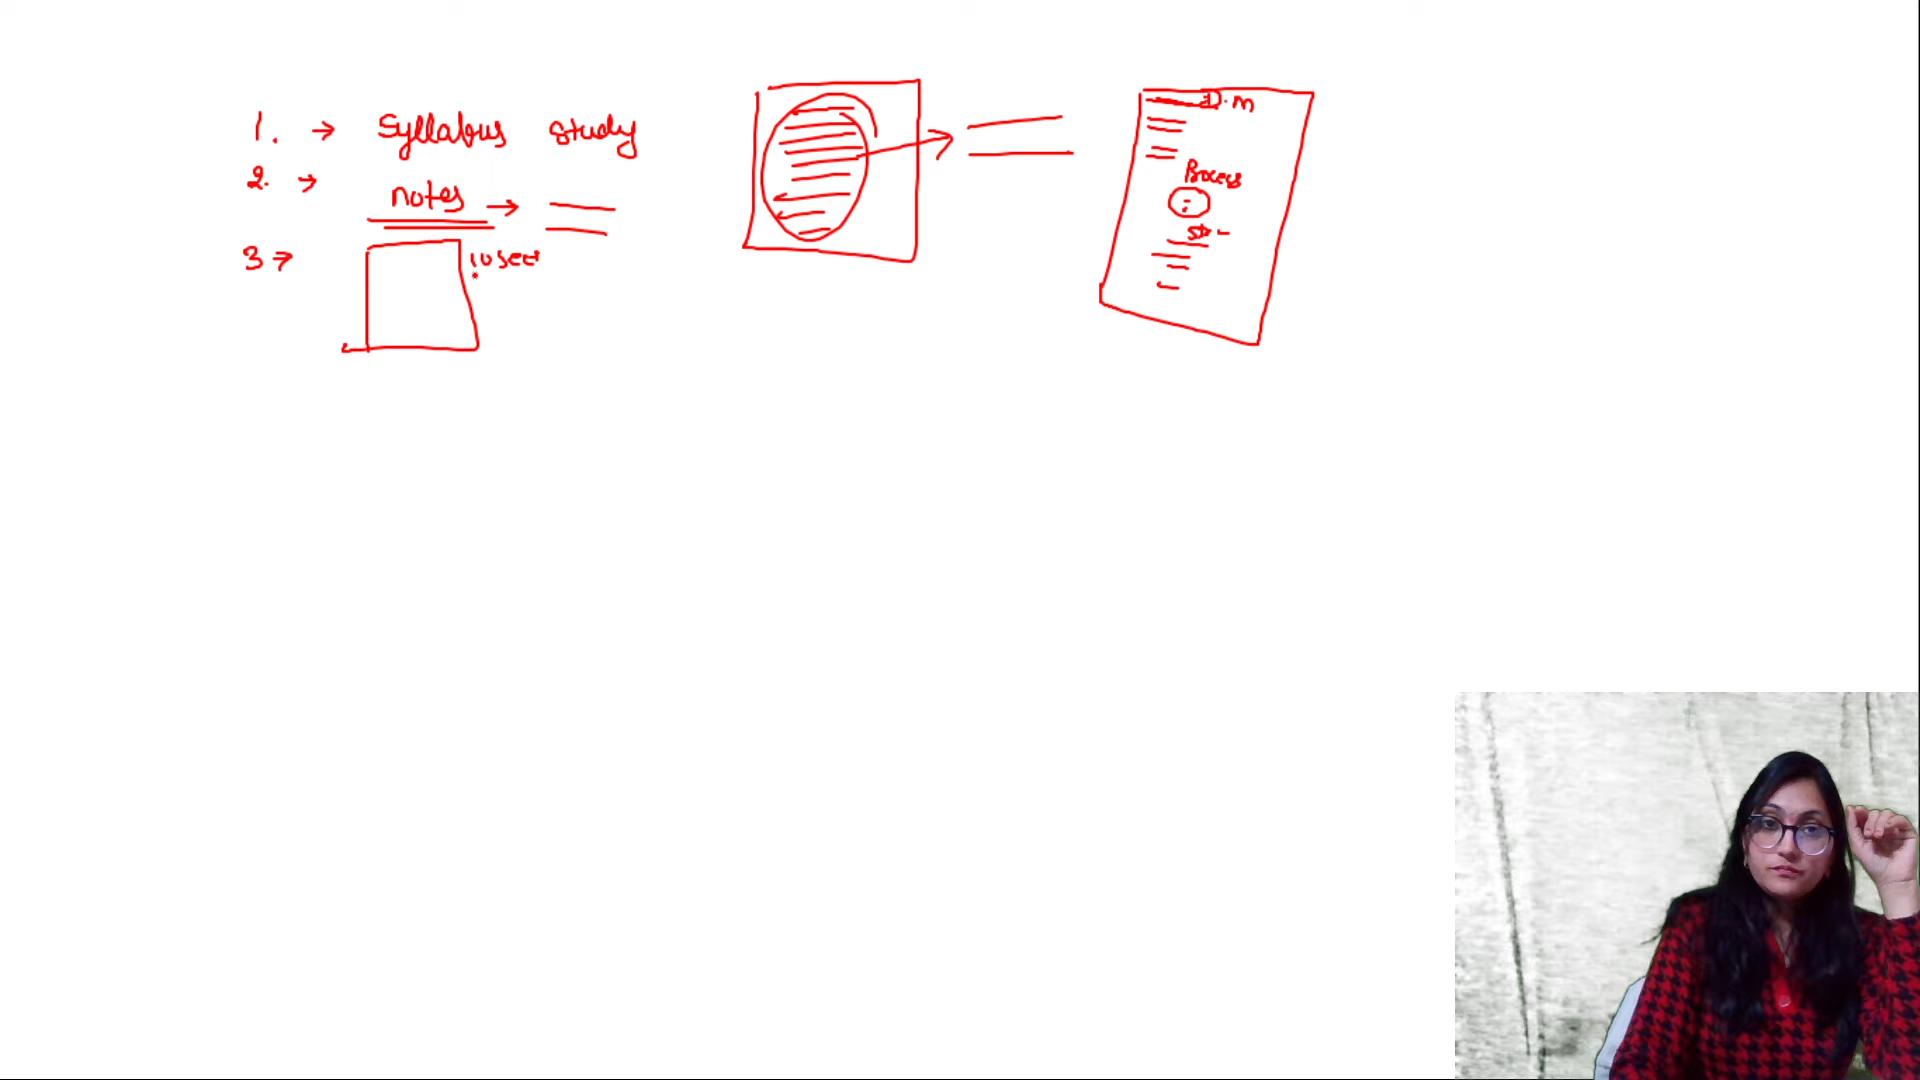 1. → Syllabus study
2. →
notes →
3 →
10 sec
D.M
Process